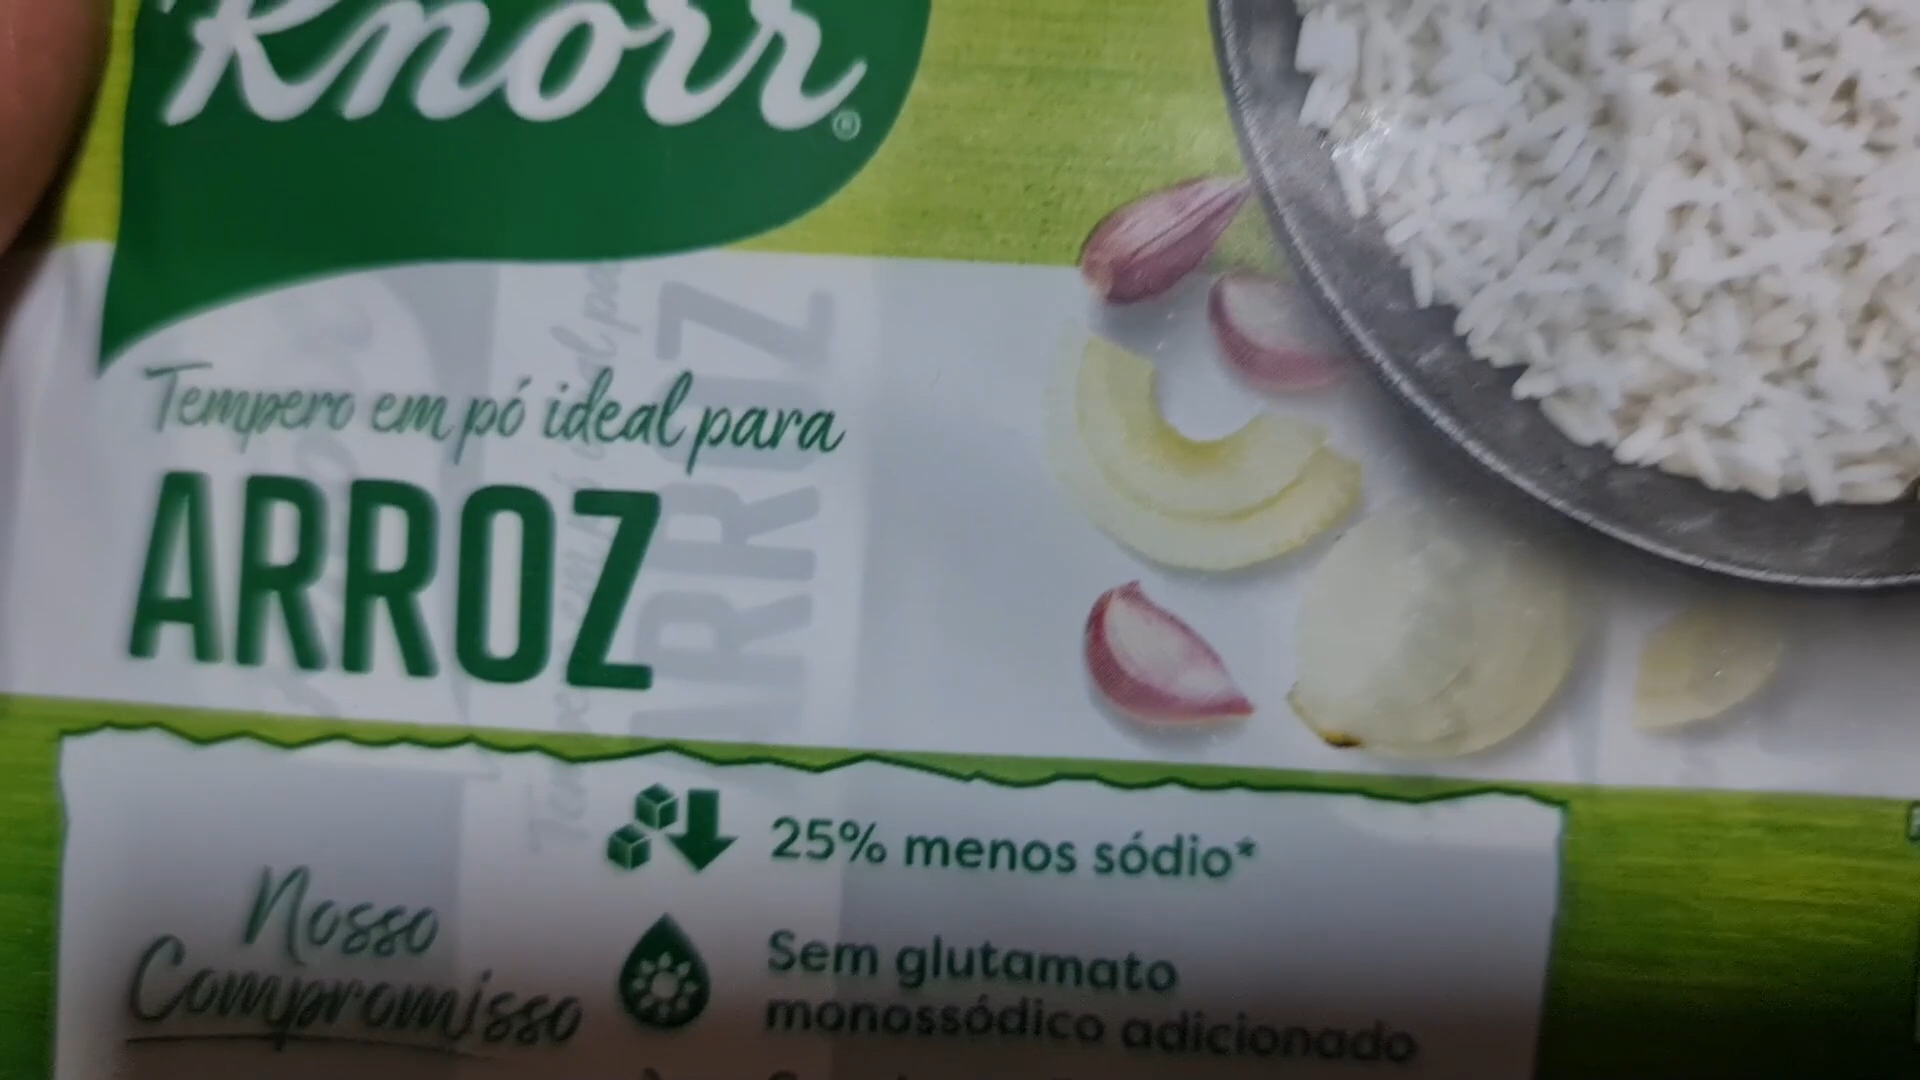 Knorr®
Tempero em pó ideal para
ARROZ
Nosso
Compromisso
25% menos sódio*
Sem glutamato
monossódico adicionado